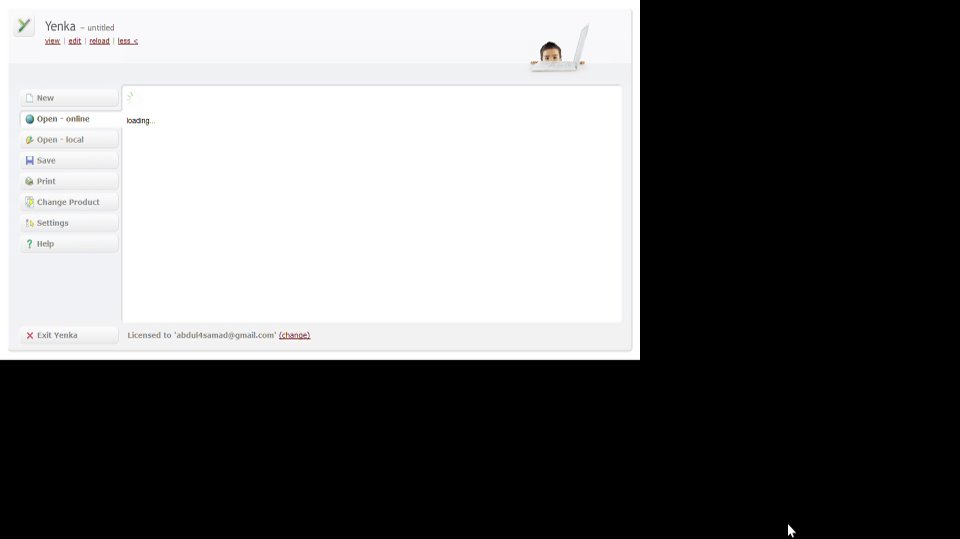 Yenka – untitled
view | edit | reload | less <
New
Open - online
loading...
Open - local
Save
Print
Change Product
Settings
Help
Exit Yenka
Licensed to 'abdul4samad@gmail.com' (change)